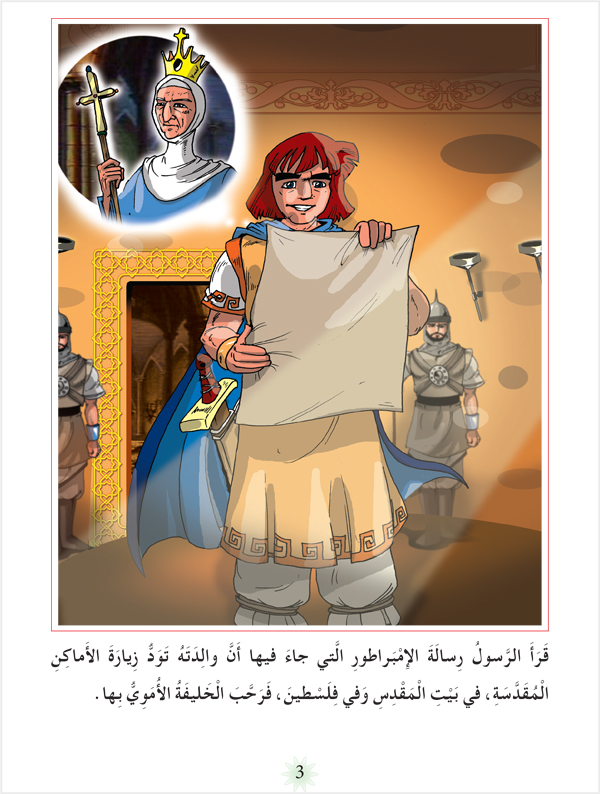 قَرَأَ الرَّسولُ رِسالَةَ الإِمْبَراطورِ الَّتي جاءَ فيها أَنَّ والِدَتَهُ تَوَدُّ زِيارَةَ الأَماكِنِ
الْمُقَدَّسَةِ، في بَيْتِ الْمَقْدِسِ وَفي فِلَسْطينَ، فَرَحَّبَ الْخَليفَةُ الأُمَوِيُّ بِها.
3